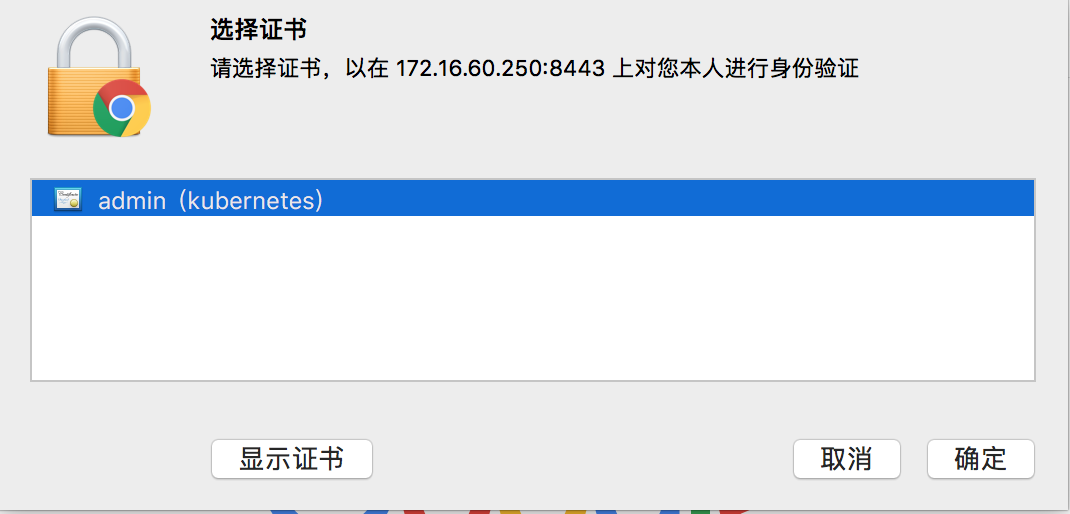 选择证书
请选择证书，以在 172.16.60.250:8443 上对您本人进行身份验证
admin（kubernetes）
显示证书
取消
确定